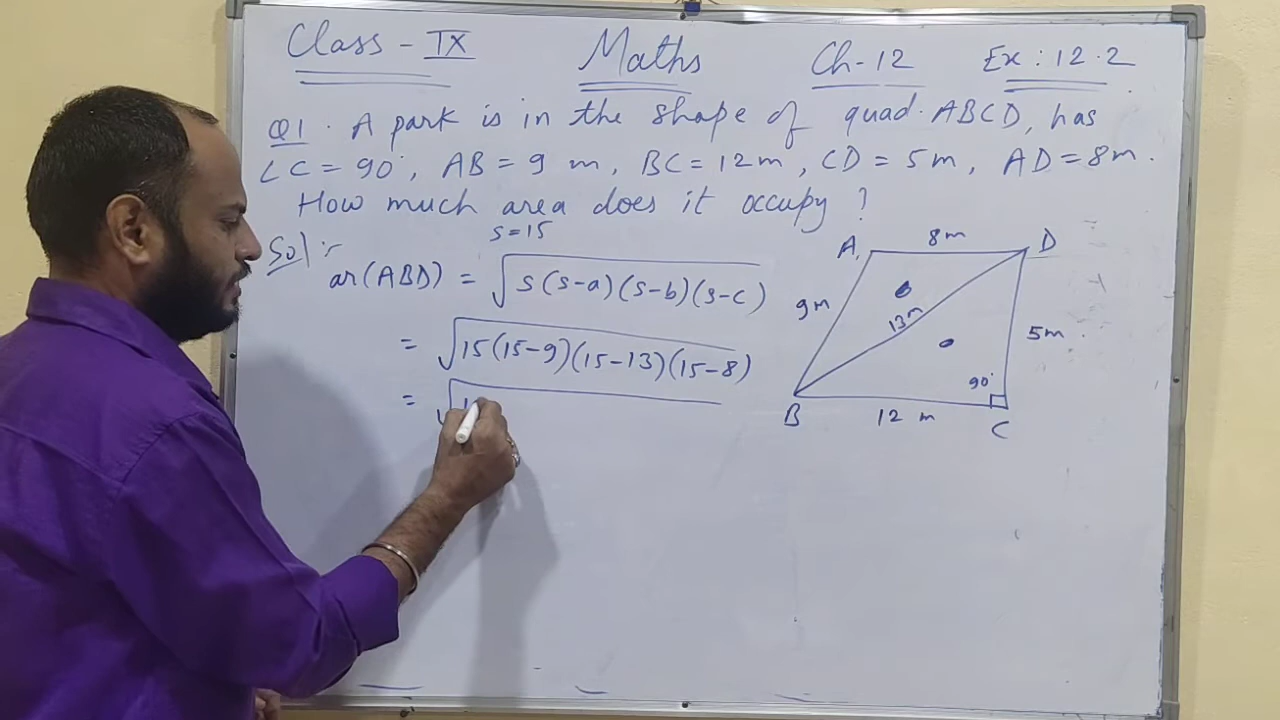 Class - IX Maths Ch-12 Ex: 12.2
Q1. A park is in the shape of quad. ABCD, has
∠C = 90°, AB = 9 m, BC = 12m, CD = 5m, AD = 8m.
How much area does it occupy?
Sol:-
s = 15
ar(ABD) = √s(s-a)(s-b)(s-c)
= √15(15-9)(15-13)(15-8)
= √
A 8m D
9m 13m 5m
90°
B 12 m C